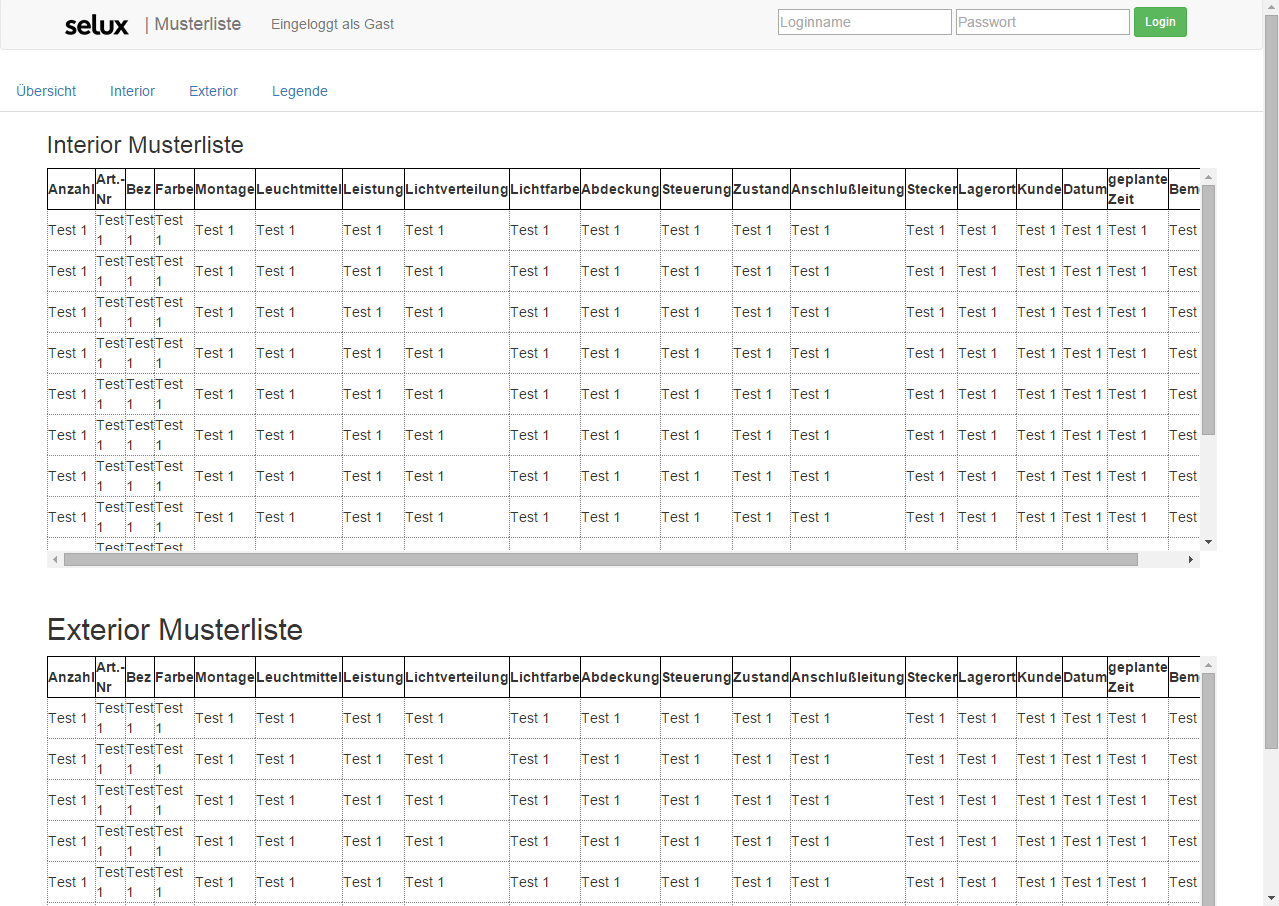 selux | Musterliste Eingeloggt als Gast Loginname Passwort Login
Übersicht Interior Exterior Legende
Interior Musterliste
Anzahl Art.-Nr Bez Farbe Montage Leuchtmittel Leistung Lichtverteilung Lichtfarbe Abdeckung Steuerung Zustand Anschlußleitung Stecker Lagerort Kunde Datum geplante Zeit Bem
Test 1 Test 1 Test 1 Test 1 Test 1 Test 1 Test 1 Test 1 Test 1 Test 1 Test 1 Test 1 Test 1 Test 1 Test 1 Test 1 Test 1 Test 1 Test
Test 1 Test 1 Test 1 Test 1 Test 1 Test 1 Test 1 Test 1 Test 1 Test 1 Test 1 Test 1 Test 1 Test 1 Test 1 Test 1 Test 1 Test 1 Test
Test 1 Test 1 Test 1 Test 1 Test 1 Test 1 Test 1 Test 1 Test 1 Test 1 Test 1 Test 1 Test 1 Test 1 Test 1 Test 1 Test 1 Test 1 Test
Test 1 Test 1 Test 1 Test 1 Test 1 Test 1 Test 1 Test 1 Test 1 Test 1 Test 1 Test 1 Test 1 Test 1 Test 1 Test 1 Test 1 Test 1 Test
Test 1 Test 1 Test 1 Test 1 Test 1 Test 1 Test 1 Test 1 Test 1 Test 1 Test 1 Test 1 Test 1 Test 1 Test 1 Test 1 Test 1 Test 1 Test
Test 1 Test 1 Test 1 Test 1 Test 1 Test 1 Test 1 Test 1 Test 1 Test 1 Test 1 Test 1 Test 1 Test 1 Test 1 Test 1 Test 1 Test 1 Test
Test 1 Test 1 Test 1 Test 1 Test 1 Test 1 Test 1 Test 1 Test 1 Test 1 Test 1 Test 1 Test 1 Test 1 Test 1 Test 1 Test 1 Test 1 Test
Test 1 Test 1 Test 1 Test 1 Test 1 Test 1 Test 1 Test 1 Test 1 Test 1 Test 1 Test 1 Test 1 Test 1 Test 1 Test 1 Test 1 Test 1 Test
Test Test Test
Exterior Musterliste
Anzahl Art.-Nr Bez Farbe Montage Leuchtmittel Leistung Lichtverteilung Lichtfarbe Abdeckung Steuerung Zustand Anschlußleitung Stecker Lagerort Kunde Datum geplante Zeit Bem
Test 1 Test 1 Test 1 Test 1 Test 1 Test 1 Test 1 Test 1 Test 1 Test 1 Test 1 Test 1 Test 1 Test 1 Test 1 Test 1 Test 1 Test 1 Test
Test 1 Test 1 Test 1 Test 1 Test 1 Test 1 Test 1 Test 1 Test 1 Test 1 Test 1 Test 1 Test 1 Test 1 Test 1 Test 1 Test 1 Test 1 Test
Test 1 Test 1 Test 1 Test 1 Test 1 Test 1 Test 1 Test 1 Test 1 Test 1 Test 1 Test 1 Test 1 Test 1 Test 1 Test 1 Test 1 Test 1 Test
Test 1 Test 1 Test 1 Test 1 Test 1 Test 1 Test 1 Test 1 Test 1 Test 1 Test 1 Test 1 Test 1 Test 1 Test 1 Test 1 Test 1 Test 1 Test
Test 1 Test 1 Test 1 Test 1 Test 1 Test 1 Test 1 Test 1 Test 1 Test 1 Test 1 Test 1 Test 1 Test 1 Test 1 Test 1 Test 1 Test 1 Test